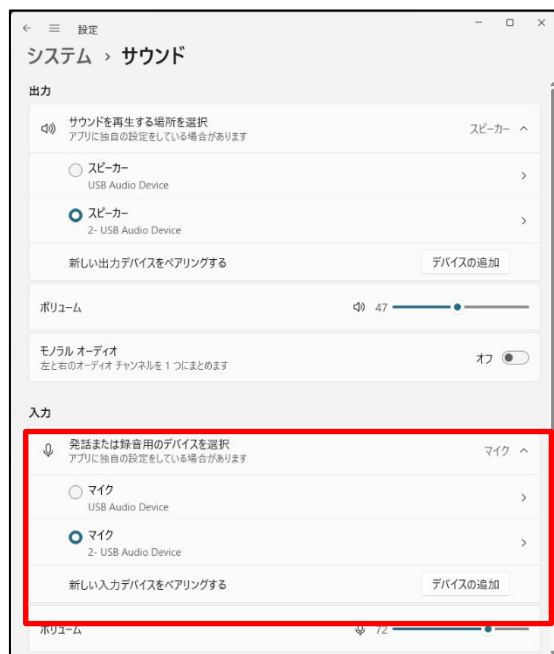 設定
システム › サウンド
出力
サウンドを再生する場所を選択
アプリに独自の設定をしている場合があります
スピーカー
スピーカー
USB Audio Device
スピーカー
2- USB Audio Device
新しい出力デバイスをペアリングする
デバイスの追加
ボリューム
47
モノラル オーディオ
左と右のオーディオ チャンネルを 1 つにまとめます
オフ
入力
発話または録音用のデバイスを選択
アプリに独自の設定をしている場合があります
マイク
マイク
USB Audio Device
マイク
2- USB Audio Device
新しい入力デバイスをペアリングする
デバイスの追加
ボリューム
72